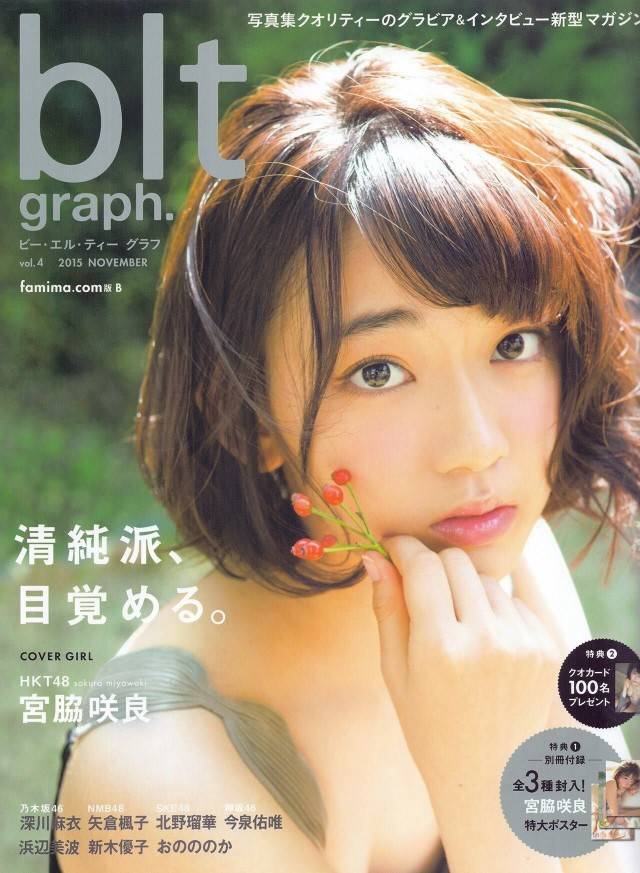 写真集クオリティーのグラビア&インタビュー新型マガジン
blt
graph.
ビー・エル・ティー グラフ
vol.4 2015 NOVEMBER
famima.com版 B
清純派、
目覚める。
COVER GIRL
HKT48 sakura miyawaki
宮脇咲良
特典❷
クオカード
100名
プレゼント
特典❶
別冊付録
全3種封入!
宮脇咲良
特大ポスター
乃木坂46 NMB48 SKE48 欅坂46
深川麻衣 矢倉楓子 北野瑠華 今泉佑唯
浜辺美波 新木優子 おのののか